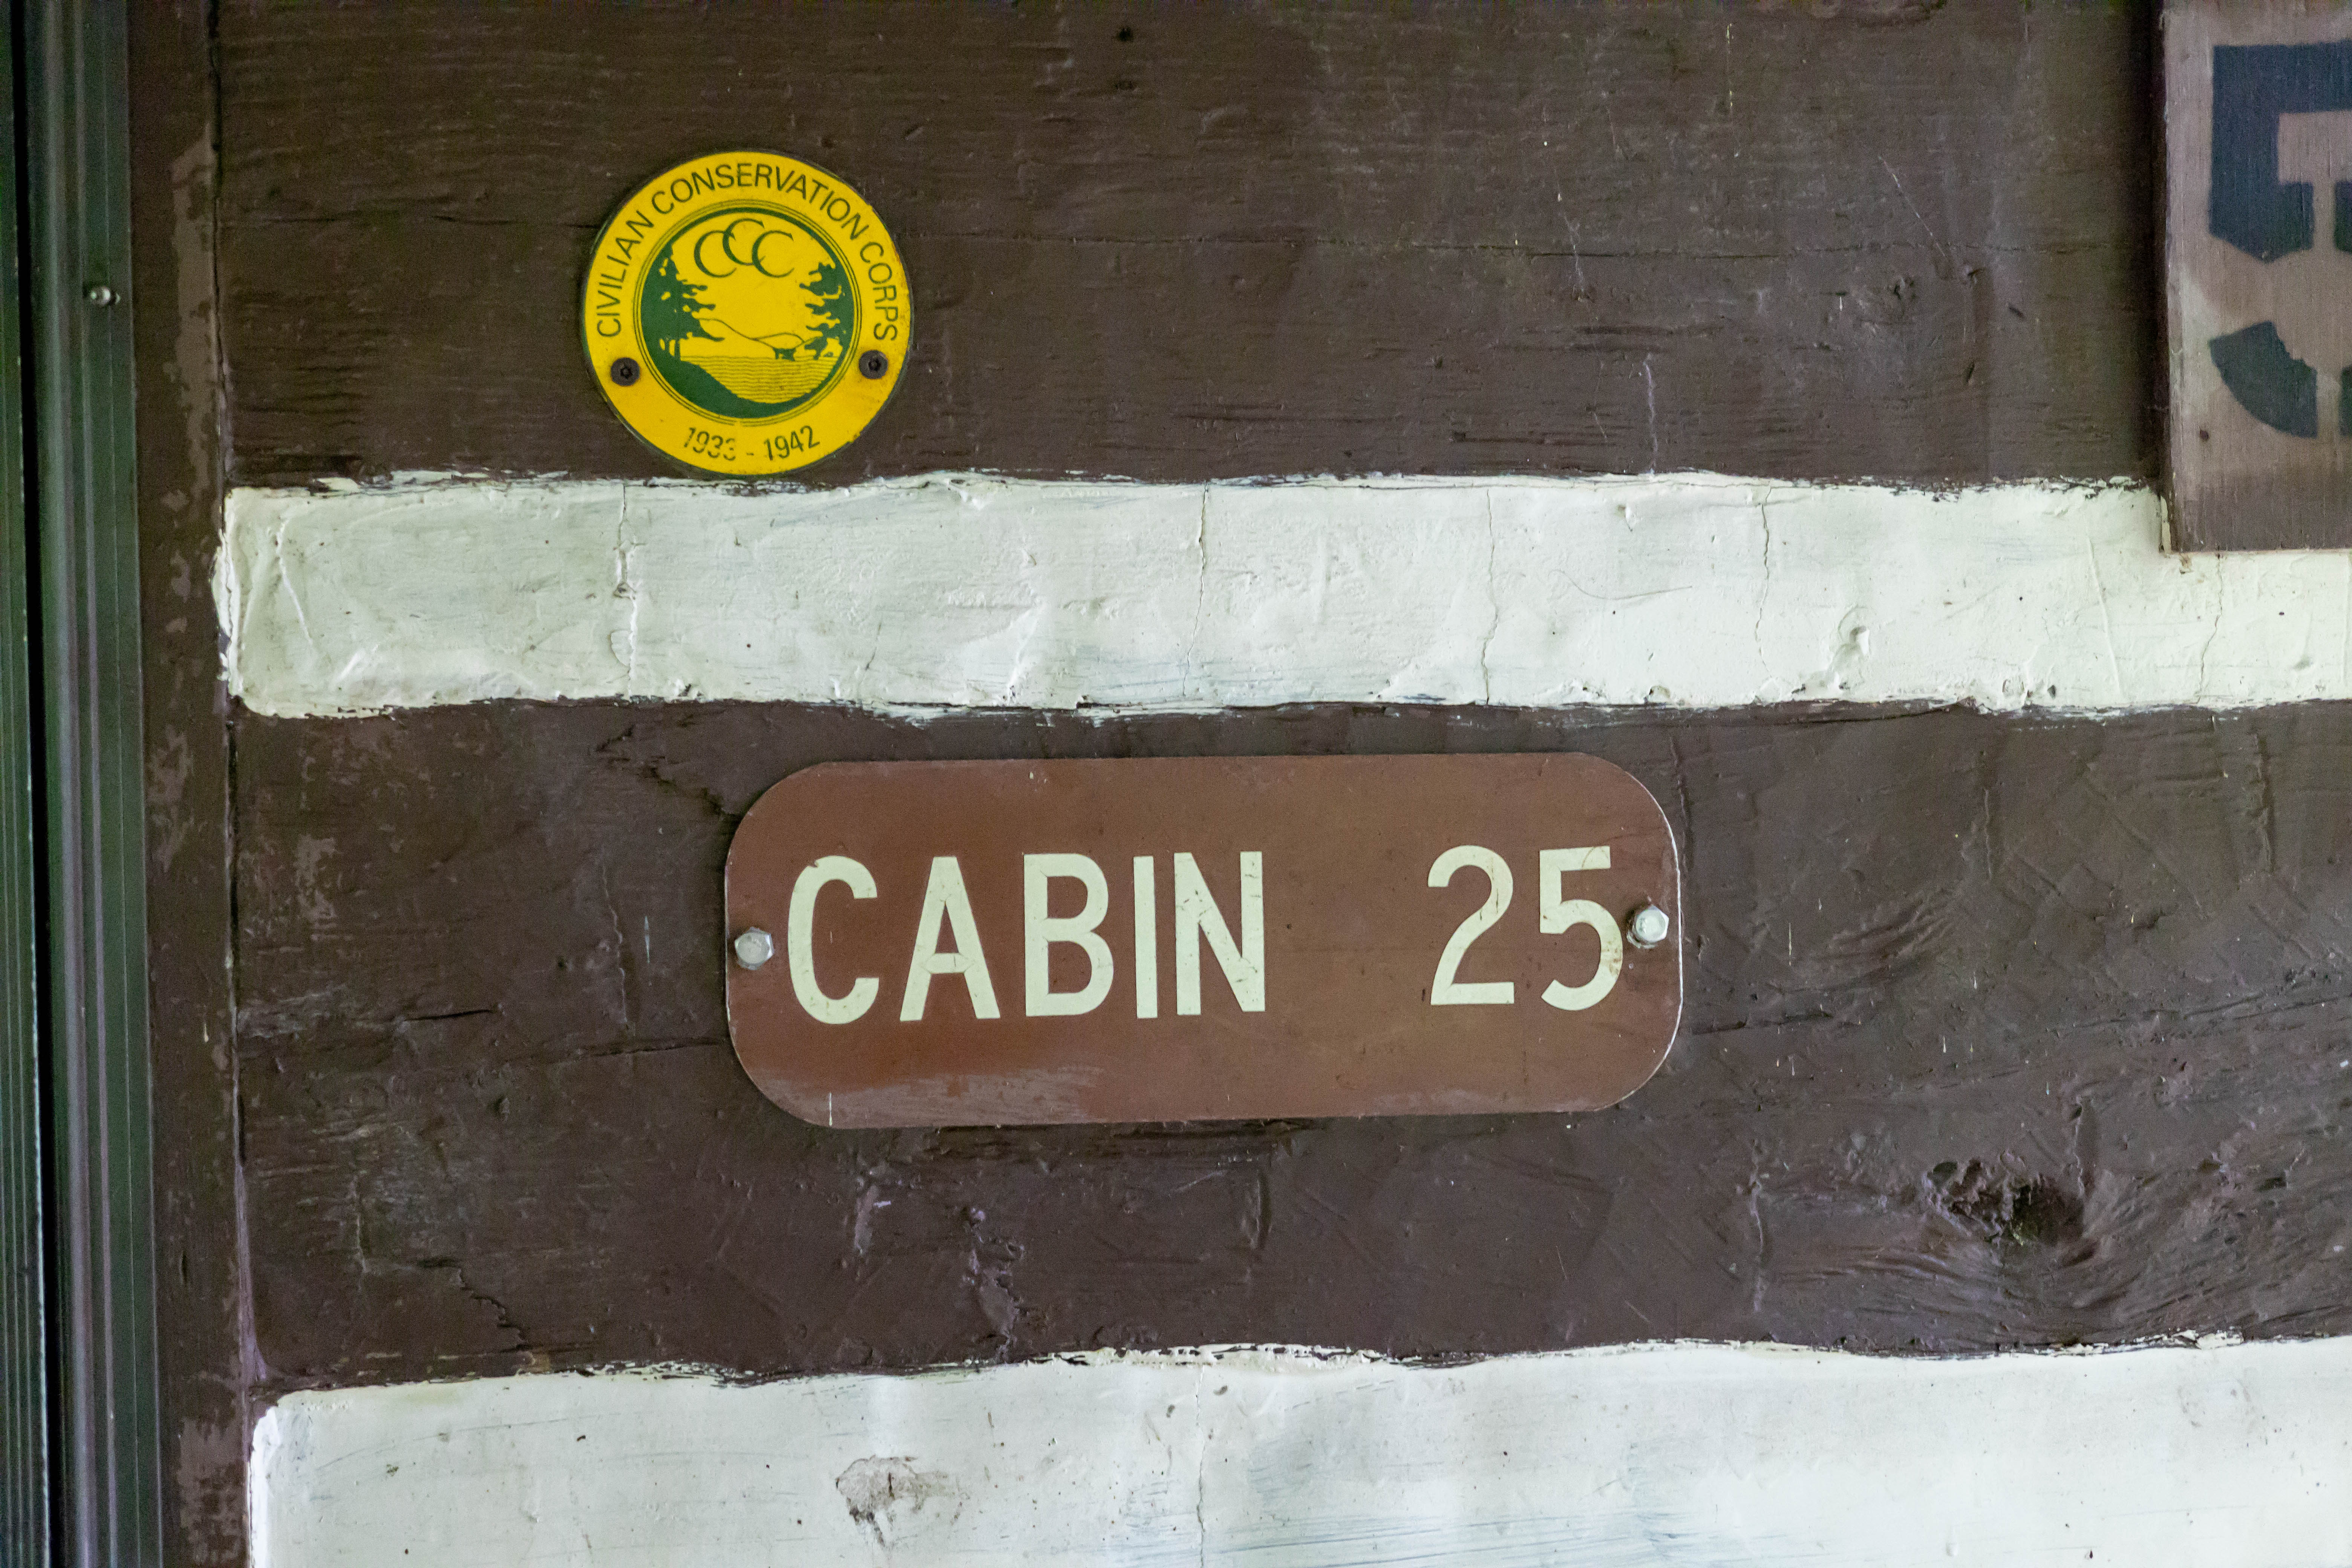 CIVILIAN CONSERVATION CORPS
CCC
1933 - 1942
CABIN 25